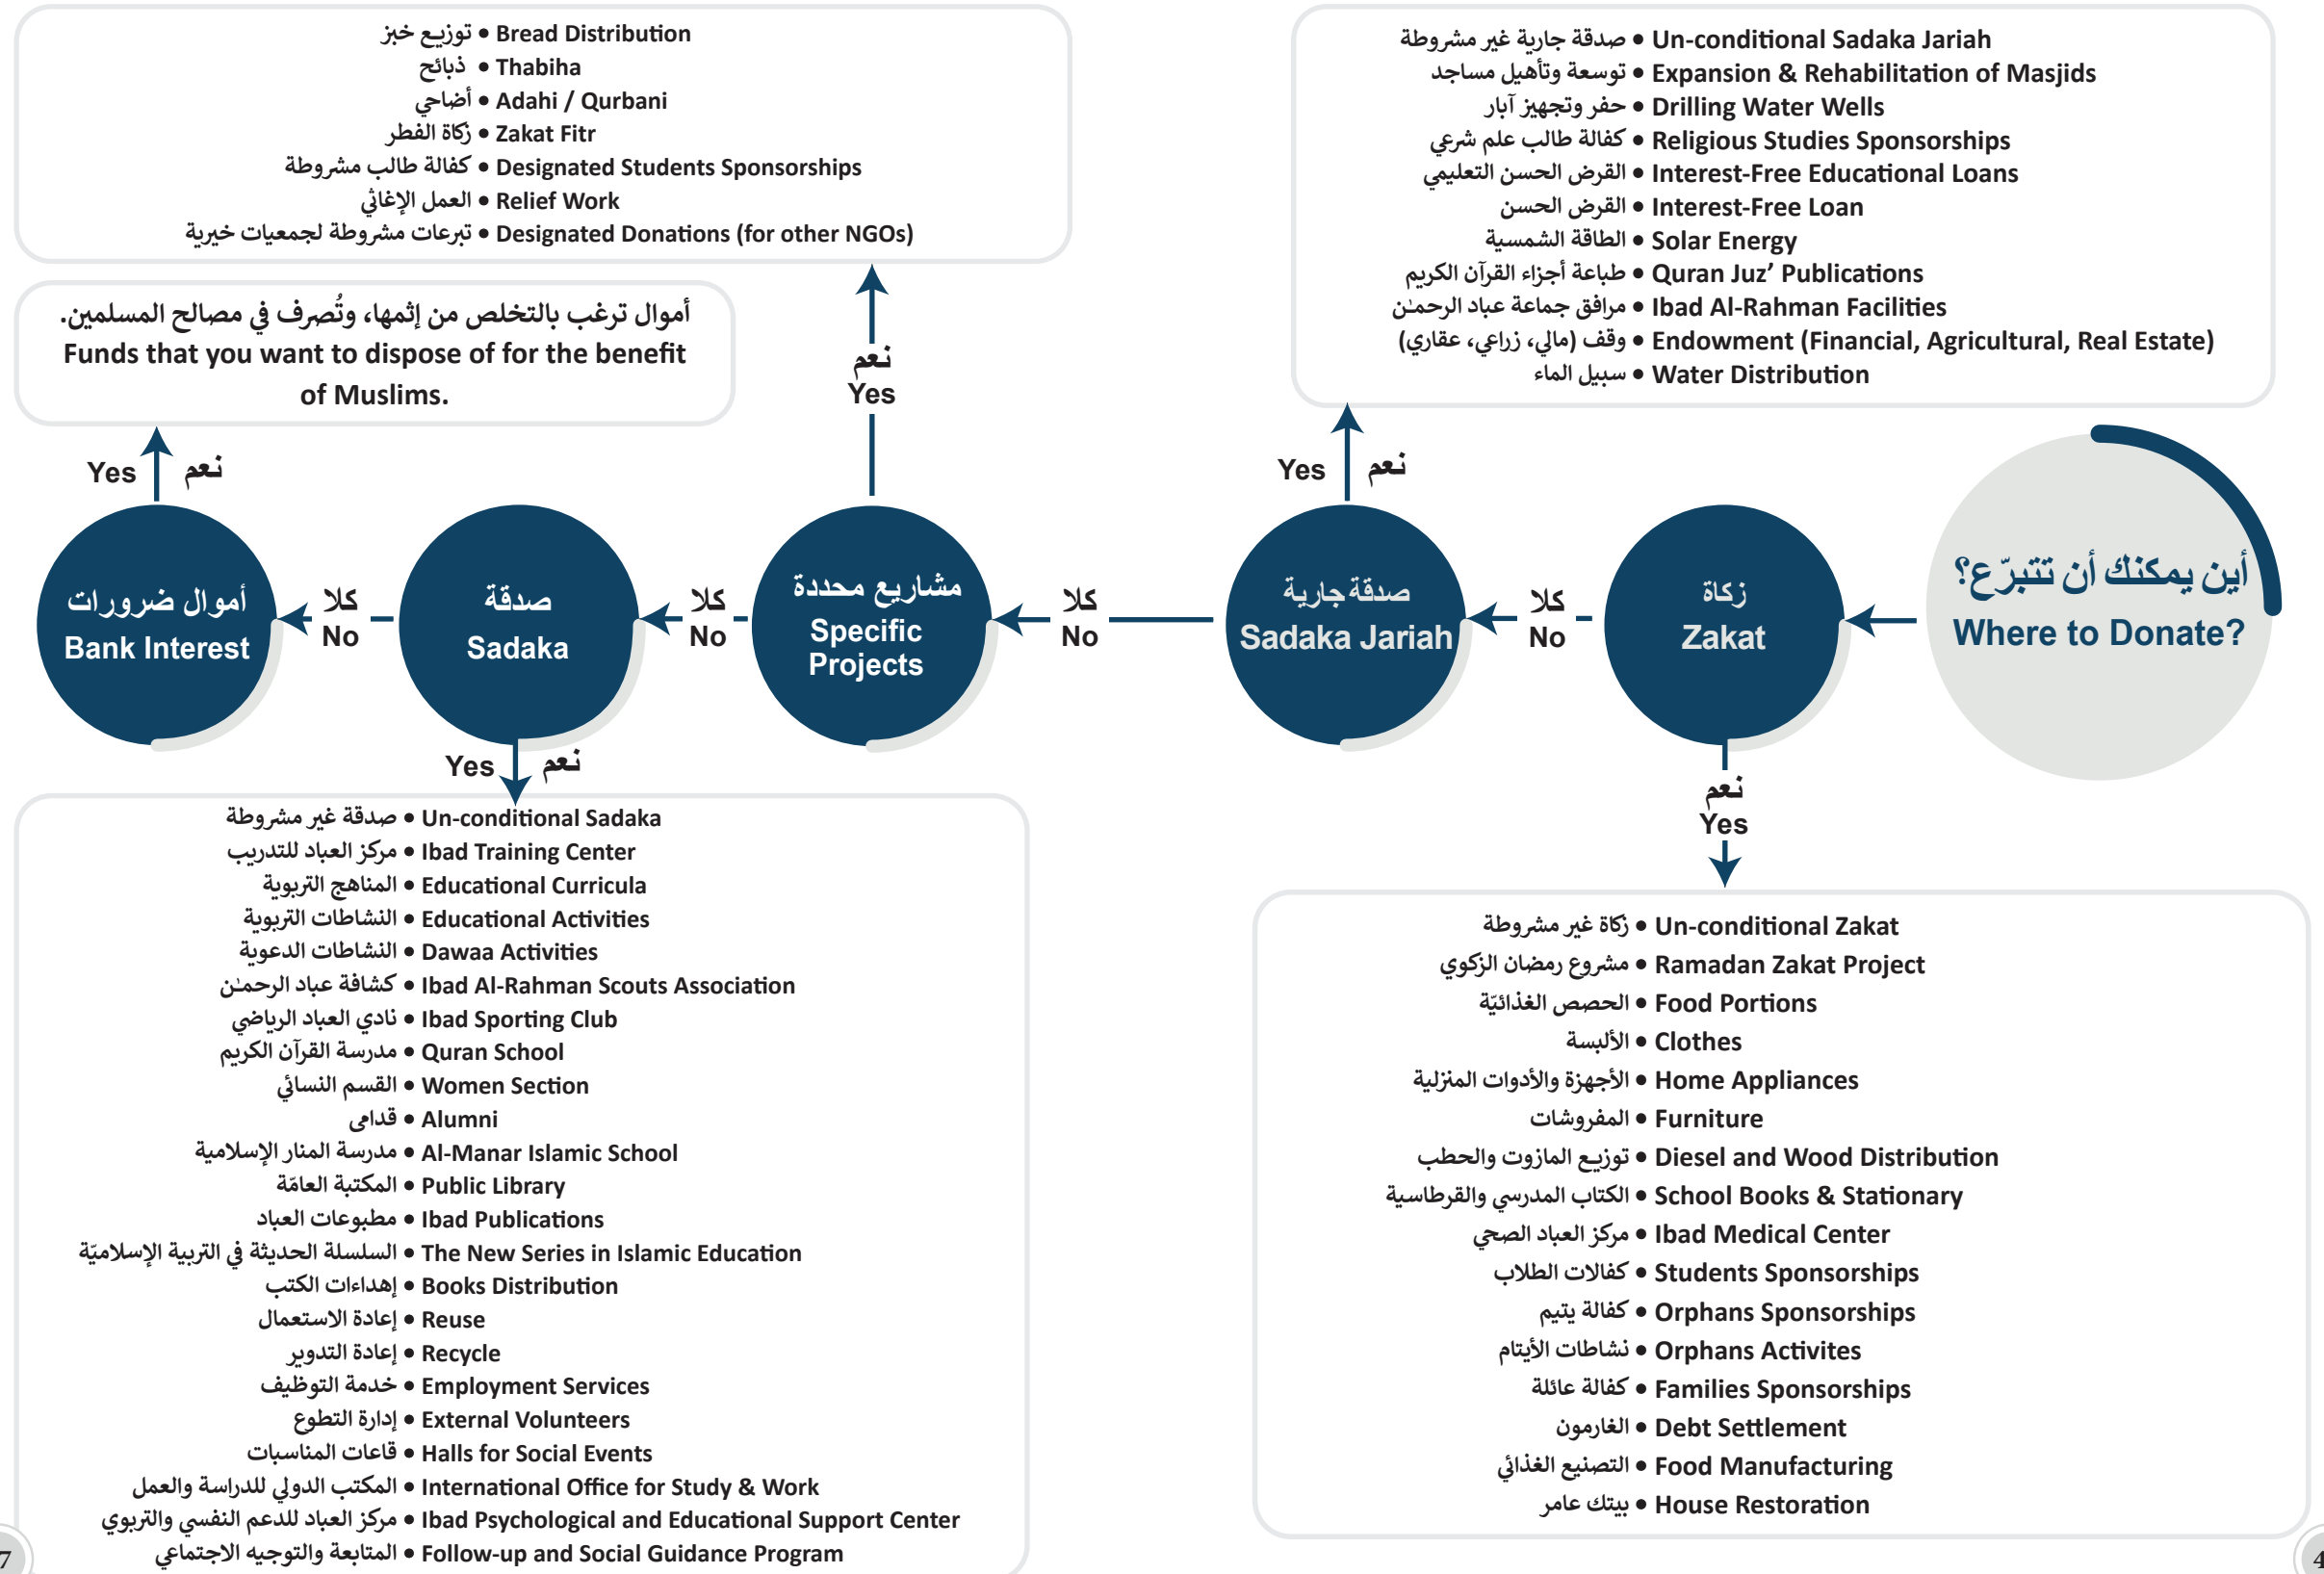 أين يمكنك أن تتبرّع؟
Where to Donate?
زكاة
Zakat
نعم
Yes
زكاة غير مشروطة • Un-conditional Zakat
مشروع رمضان الزكوي • Ramadan Zakat Project
الحصص الغذائيّة • Food Portions
الألبسة • Clothes
الأجهزة والأدوات المنزلية • Home Appliances
المفروشات • Furniture
توزيع المازوت والحطب • Diesel and Wood Distribution
الكتاب المدرسي والقرطاسية • School Books & Stationary
مركز العباد الصحي • Ibad Medical Center
كفالات الطلاب • Students Sponsorships
كفالة يتيم • Orphans Sponsorships
نشاطات الأيتام • Orphans Activites
كفالة عائلة • Families Sponsorships
الغارمون • Debt Settlement
التصنيع الغذائي • Food Manufacturing
بيتك عامر • House Restoration
كلا
No
صدقة جارية
Sadaka Jariah
Yes نعم
صدقة جارية غير مشروطة • Un-conditional Sadaka Jariah
توسعة وتأهيل مساجد • Expansion & Rehabilitation of Masjids
حفر وتجهيز آبار • Drilling Water Wells
كفالة طالب علم شرعي • Religious Studies Sponsorships
القرض الحسن التعليمي • Interest-Free Educational Loans
القرض الحسن • Interest-Free Loan
الطاقة الشمسية • Solar Energy
طباعة أجزاء القرآن الكريم • Quran Juz’ Publications
مرافق جماعة عباد الرحمـٰن • Ibad Al-Rahman Facilities
وقف (مالي، زراعي، عقاري) • Endowment (Financial, Agricultural, Real Estate)
سبيل الماء • Water Distribution
كلا
No
مشاريع محددة
Specific
Projects
نعم
Yes
توزيع خبز • Bread Distribution
ذبائح • Thabiha
أضاحي • Adahi / Qurbani
زكاة الفطر • Zakat Fitr
كفالة طالب مشروطة • Designated Students Sponsorships
العمل الإغاثي • Relief Work
تبرعات مشروطة لجمعيات خيرية • Designated Donations (for other NGOs)
كلا
No
صدقة
Sadaka
Yes نعم
صدقة غير مشروطة • Un-conditional Sadaka
مركز العباد للتدريب • Ibad Training Center
المناهج التربوية • Educational Curricula
النشاطات التربوية • Educational Activities
النشاطات الدعوية • Dawaa Activities
كشافة عباد الرحمـٰن • Ibad Al-Rahman Scouts Association
نادي العباد الرياضي • Ibad Sporting Club
مدرسة القرآن الكريم • Quran School
القسم النسائي • Women Section
قدامى • Alumni
مدرسة المنار الإسلامية • Al-Manar Islamic School
المكتبة العامّة • Public Library
مطبوعات العباد • Ibad Publications
السلسلة الحديثة في التربية الإسلاميّة • The New Series in Islamic Education
إهداءات الكتب • Books Distribution
إعادة الاستعمال • Reuse
إعادة التدوير • Recycle
خدمة التوظيف • Employment Services
إدارة التطوع • External Volunteers
قاعات المناسبات • Halls for Social Events
المكتب الدولي للدراسة والعمل • International Office for Study & Work
مركز العباد للدعم النفسي والتربوي • Ibad Psychological and Educational Support Center
المتابعة والتوجيه الاجتماعي • Follow-up and Social Guidance Program
كلا
No
أموال ضرورات
Bank Interest
Yes نعم
أموال ترغب بالتخلص من إثمها، وتُصرف في مصالح المسلمين.
Funds that you want to dispose of for the benefit
of Muslims.
7
4